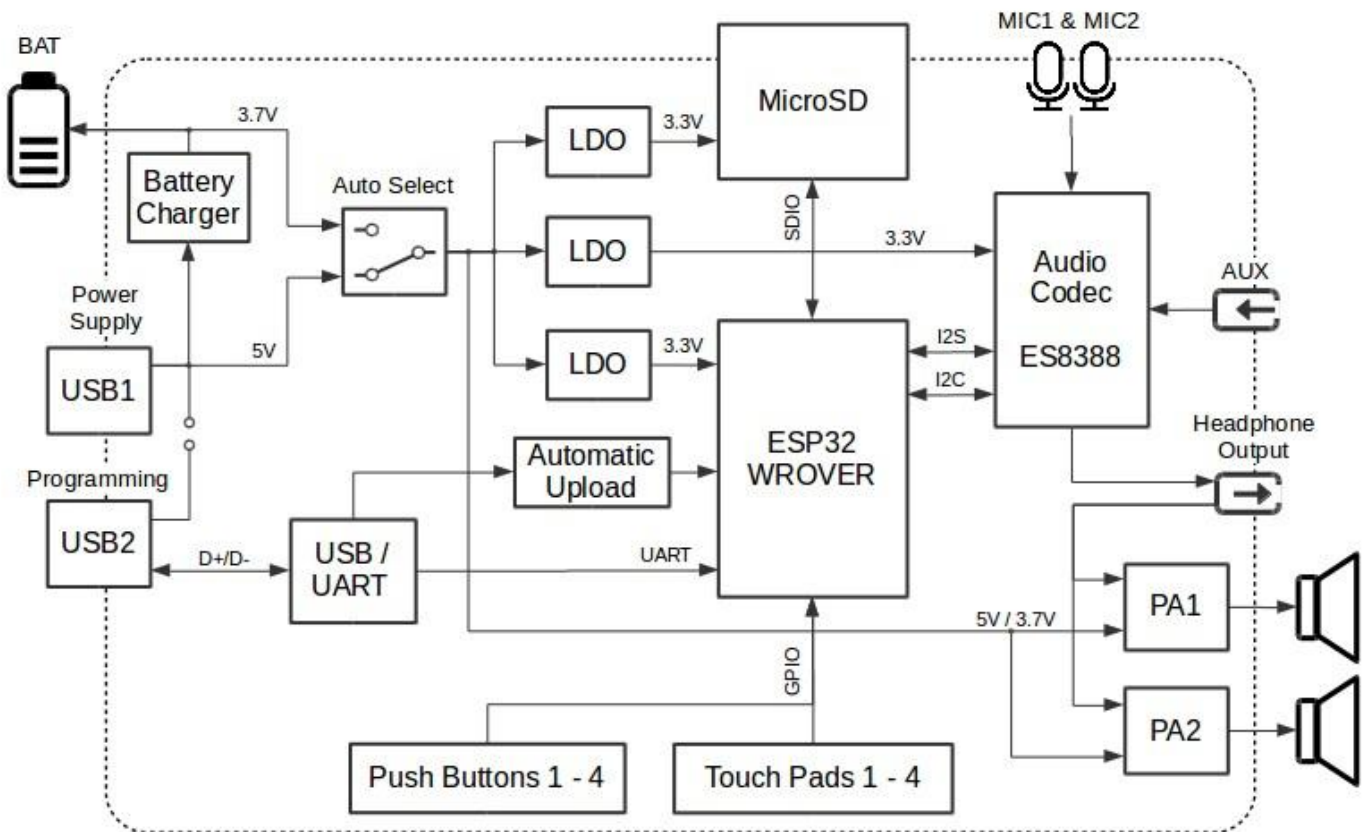 MIC1 & MIC2
BAT
MicroSD
3.7V
LDO
3.3V
Battery
Charger
Auto Select
SDIO
LDO
3.3V
Audio
Codec
ES8388
AUX
Power
Supply
USB1
5V
LDO
3.3V
I2S
I2C
ESP32
WROVER
Headphone
Output
Automatic
Upload
Programming
USB2
D+/D-
USB /
UART
UART
PA1
5V / 3.7V
GPIO
PA2
Push Buttons 1 - 4
Touch Pads 1 - 4